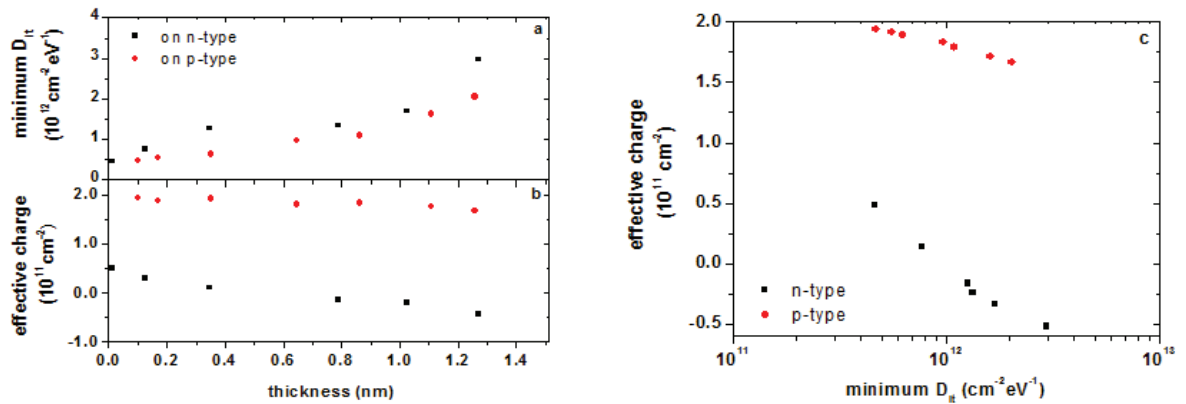 a
on n-type
on p-type
minimum D_it
(10^12 cm^-2 eV^-1)
4
3
2
1
0
b
effective charge
(10^11 cm^-2)
2.0
1.0
0.0
-1.0
0.0 0.2 0.4 0.6 0.8 1.0 1.2 1.4
thickness (nm)
c
effective charge
(10^11 cm^-2)
2.0
1.5
1.0
0.5
0.0
-0.5
n-type
p-type
10^11 10^12 10^13
minimum D_it (cm^-2eV^-1)